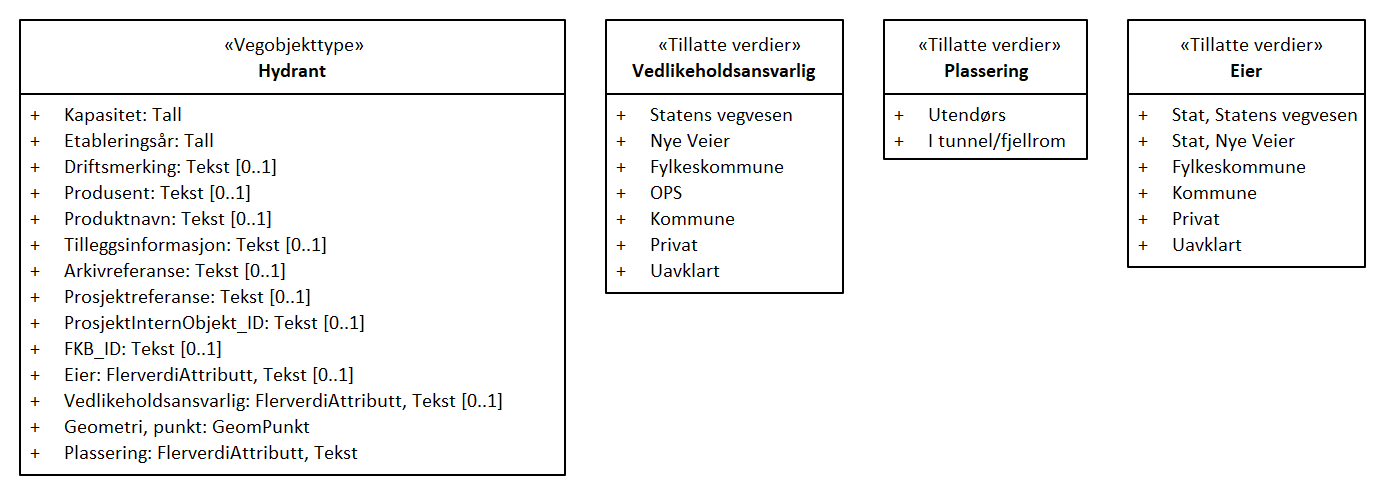 «Vegobjekttype»
Hydrant
+ Kapasitet: Tall
+ Etableringsår: Tall
+ Driftsmerking: Tekst [0..1]
+ Produsent: Tekst [0..1]
+ Produktnavn: Tekst [0..1]
+ Tilleggsinformasjon: Tekst [0..1]
+ Arkivreferanse: Tekst [0..1]
+ Prosjektreferanse: Tekst [0..1]
+ ProsjektInternObjekt_ID: Tekst [0..1]
+ FKB_ID: Tekst [0..1]
+ Eier: FlerverdiAttributt, Tekst [0..1]
+ Vedlikeholdsansvarlig: FlerverdiAttributt, Tekst [0..1]
+ Geometri, punkt: GeomPunkt
+ Plassering: FlerverdiAttributt, Tekst
«Tillatte verdier»
Vedlikeholdsansvarlig
+ Statens vegvesen
+ Nye Veier
+ Fylkeskommune
+ OPS
+ Kommune
+ Privat
+ Uavklart
«Tillatte verdier»
Plassering
+ Utendørs
+ I tunnel/fjellrom
«Tillatte verdier»
Eier
+ Stat, Statens vegvesen
+ Stat, Nye Veier
+ Fylkeskommune
+ Kommune
+ Privat
+ Uavklart